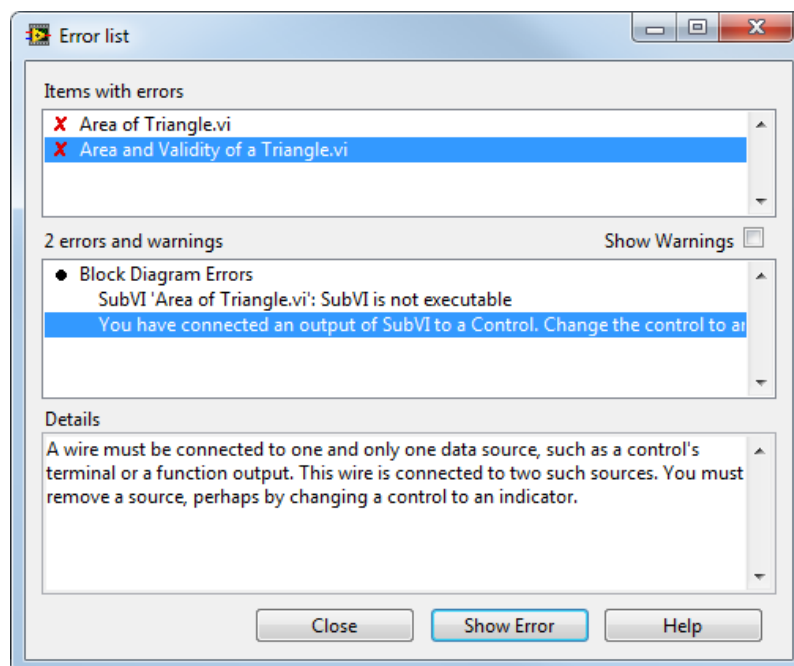 Error list
Items with errors
Area of Triangle.vi
Area and Validity of a Triangle.vi
2 errors and warnings Show Warnings
Block Diagram Errors
SubVI 'Area of Triangle.vi': SubVI is not executable
You have connected an output of SubVI to a Control. Change the control to
Details
A wire must be connected to one and only one data source, such as a control's
terminal or a function output. This wire is connected to two such sources. You must
remove a source, perhaps by changing a control to an indicator.
Close Show Error Help